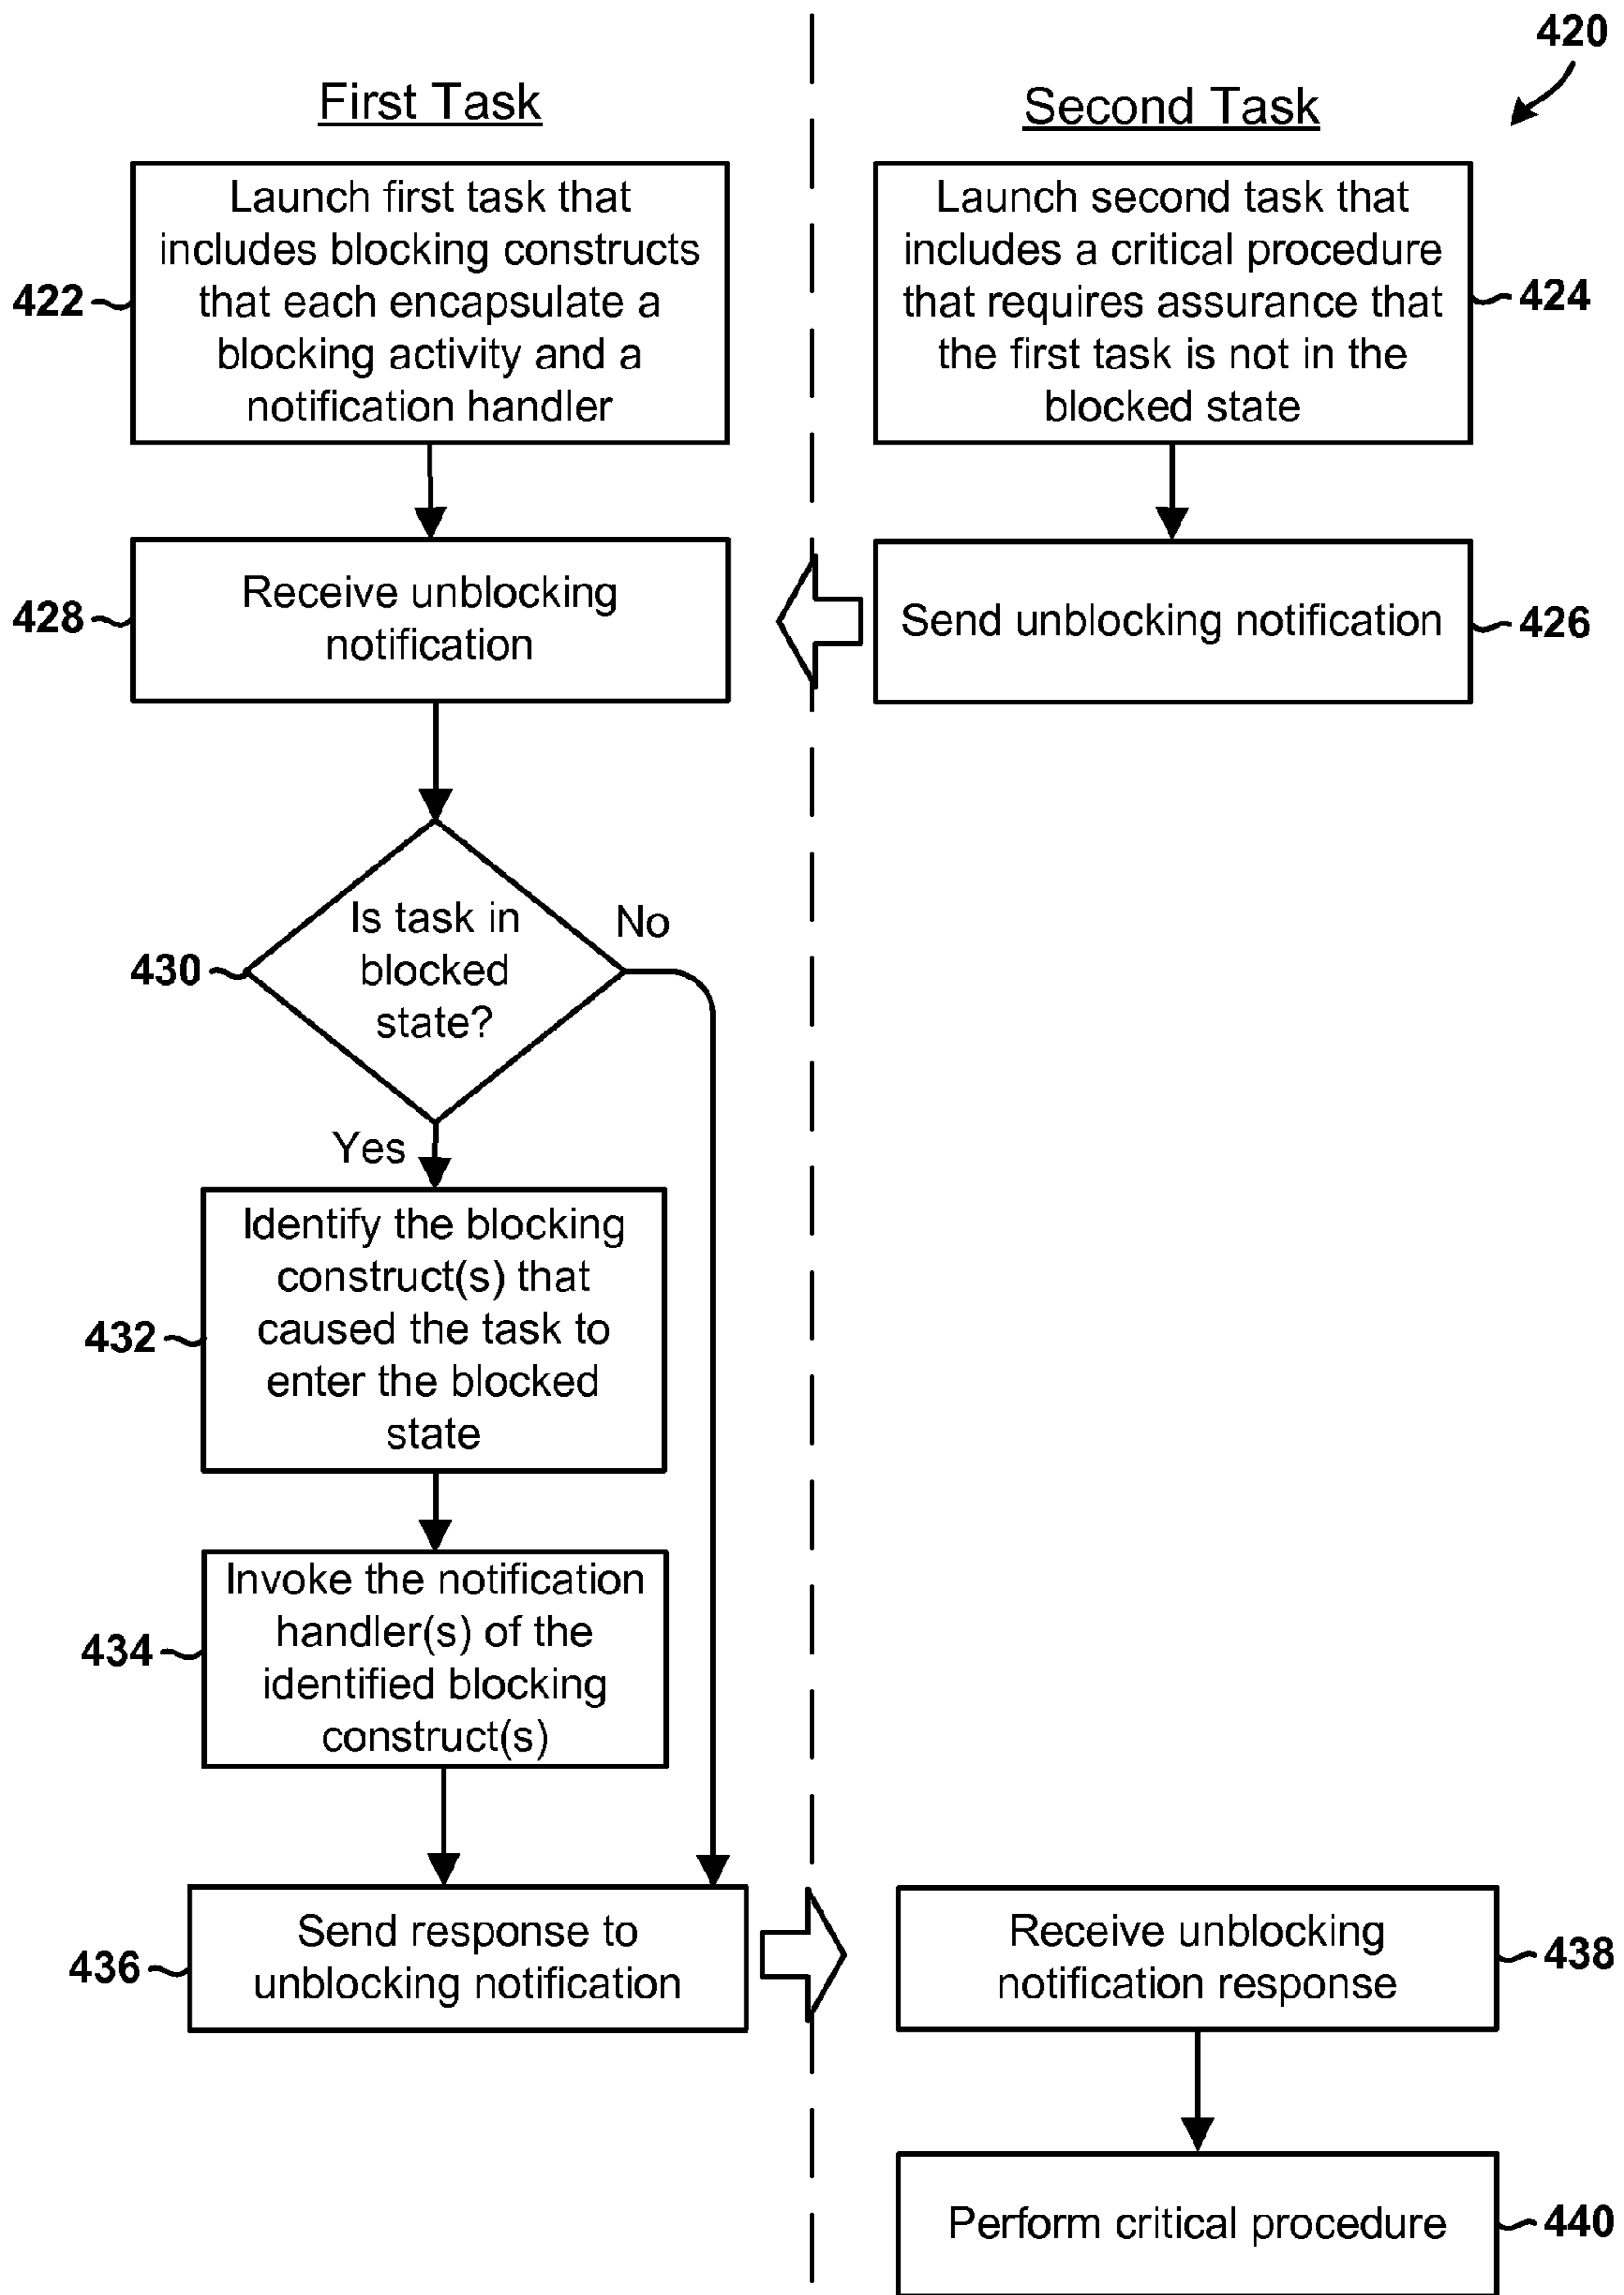 420
First Task
Second Task
Launch first task that
includes blocking constructs
that each encapsulate a
blocking activity and a
notification handler
422
Launch second task that
includes a critical procedure
that requires assurance that
the first task is not in the
blocked state
424
Receive unblocking
notification
428
Send unblocking notification
426
Is task in
blocked
state?
430
No
Yes
Identify the blocking
construct(s) that
caused the task to
enter the blocked
state
432
Invoke the notification
handler(s) of the
identified blocking
construct(s)
434
Send response to
unblocking notification
436
Receive unblocking
notification response
438
Perform critical procedure
440